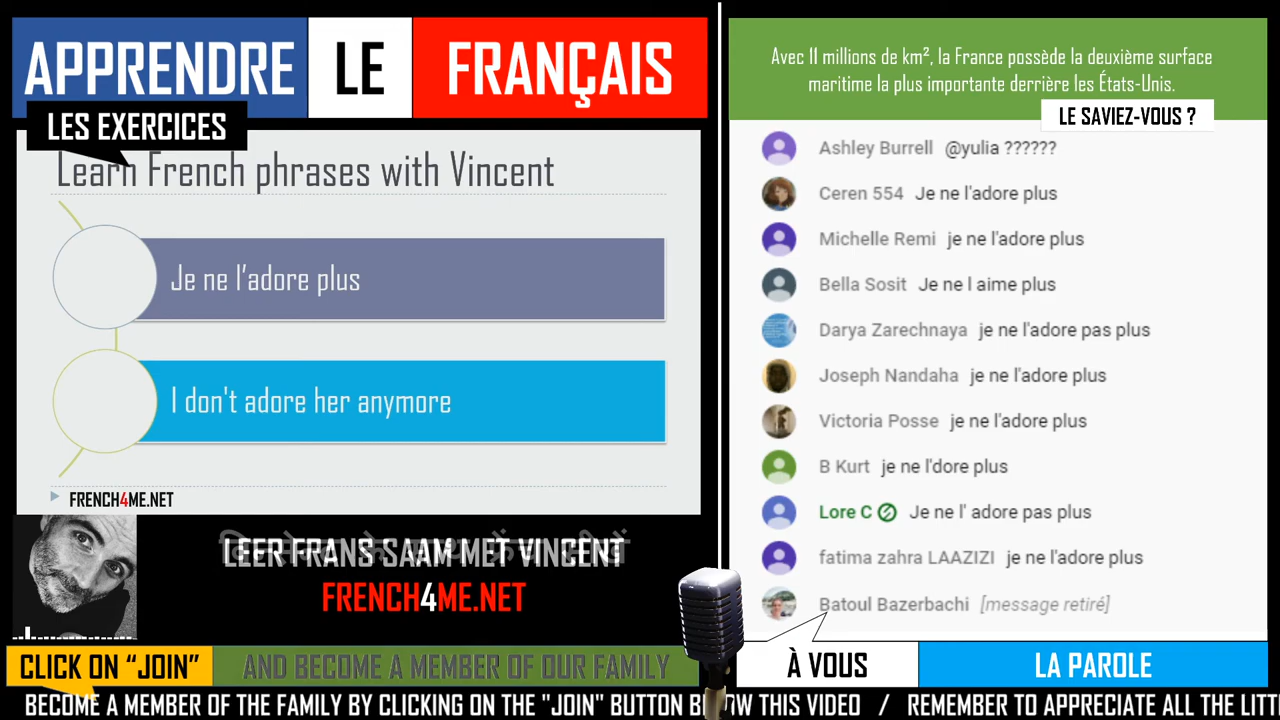 APPRENDRE LE FRANÇAIS
LES EXERCICES
Learn French phrases with Vincent
Je ne l'adore plus
I don't adore her anymore
FRENCH4ME.NET
LEER FRANS SAAM MET VINCENT
FRENCH4ME.NET
CLICK ON “JOIN”
AND BECOME A MEMBER OF OUR FAMILY
Avec 11 millions de km², la France possède la deuxième surface
maritime la plus importante derrière les États-Unis.
LE SAVIEZ-VOUS ?
Ashley Burrell @yulia ??????
Ceren 554 Je ne l'adore plus
Michelle Remi je ne l'adore plus
Bella Sosit Je ne l aime plus
Darya Zarechnaya je ne l'adore pas plus
Joseph Nandaha je ne l'adore plus
Victoria Posse je ne l'adore plus
B Kurt je ne l'dore plus
Lore C Je ne l' adore pas plus
fatima zahra LAAZIZI je ne l'adore plus
Batoul Bazerbachi [message retiré]
À VOUS
LA PAROLE
BECOME A MEMBER OF THE FAMILY BY CLICKING ON THE "JOIN" BUTTON THIS VIDEO / REMEMBER TO APPRECIATE ALL THE